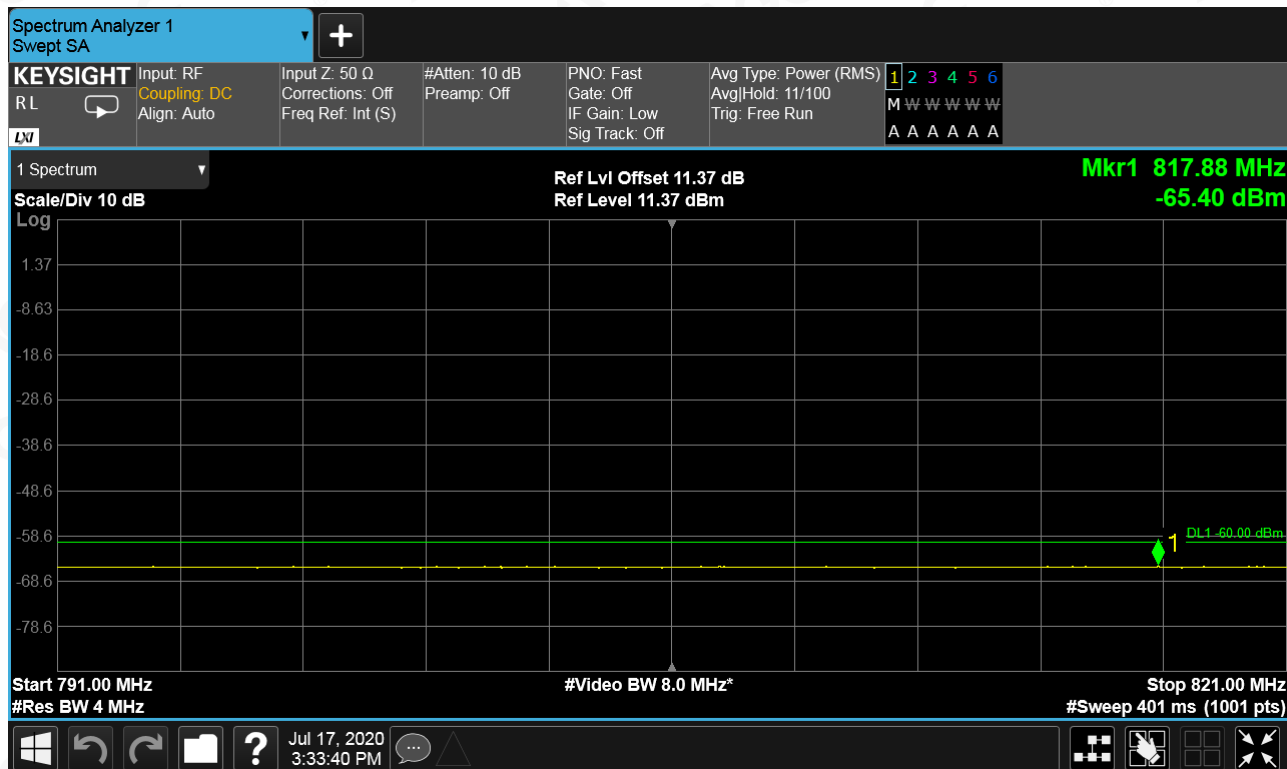 Spectrum Analyzer 1
Swept SA
+
KEYSIGHT
R L
LXI
Input: RF
Coupling: DC
Align: Auto
Input Z: 50 Ω
Corrections: Off
Freq Ref: Int (S)
#Atten: 10 dB
Preamp: Off
PNO: Fast
Gate: Off
IF Gain: Low
Sig Track: Off
Avg Type: Power (RMS)
Avg|Hold: 11/100
Trig: Free Run
1 2 3 4 5 6
M W W W W W
A A A A A A
1 Spectrum
Scale/Div 10 dB
Ref Lvl Offset 11.37 dB
Ref Level 11.37 dBm
Mkr1 817.88 MHz
-65.40 dBm
Log
1.37
-8.63
-18.6
-28.6
-38.6
-48.6
-58.6
-68.6
-78.6
1
DL1 -60.00 dBm
Start 791.00 MHz
#Res BW 4 MHz
#Video BW 8.0 MHz*
Stop 821.00 MHz
#Sweep 401 ms (1001 pts)
?
Jul 17, 2020
3:33:40 PM